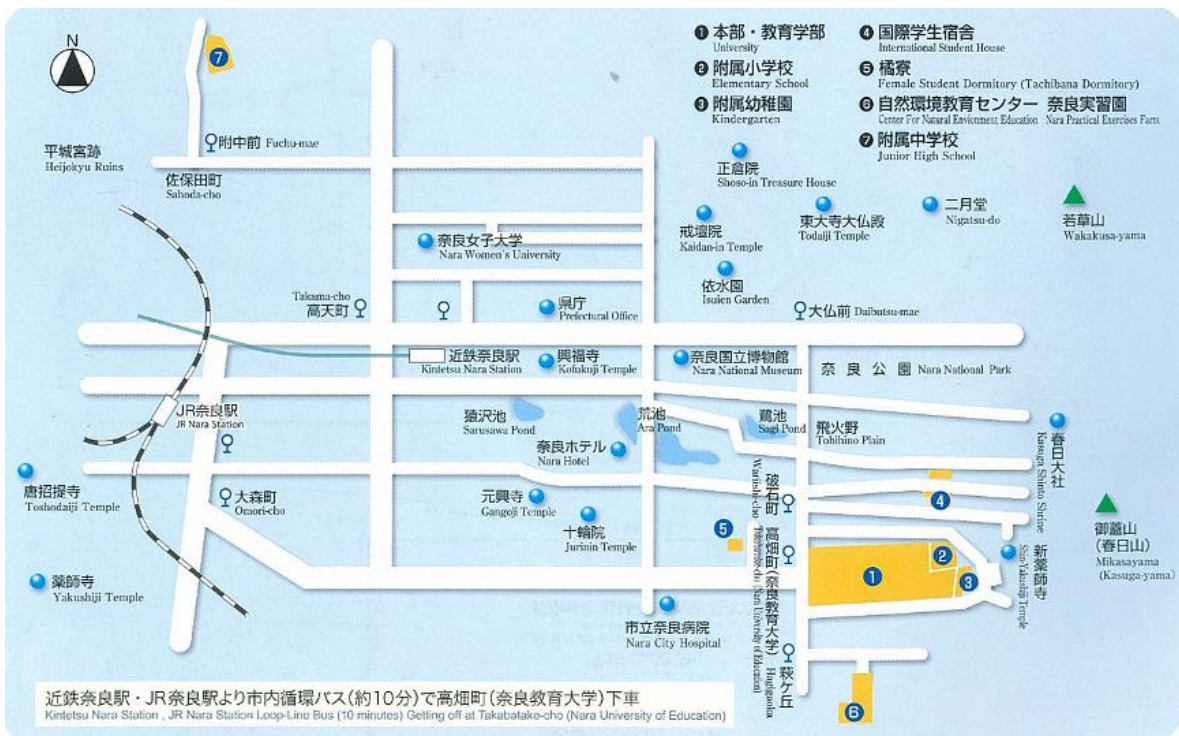 N
❶ 本部・教育学部
University
❷ 附属小学校
Elementary School
❸ 附属幼稚園
Kindergarten
❹ 国際学生宿舎
International Student House
❺ 橘寮
Female Student Dormitory (Tachibana Dormitory)
❻ 自然環境教育センター 奈良実習園
Center For Natural Envionment Education Nara Practical Exercises Farm
❼ 附属中学校
Junior High School
7
附中前 Fuchu-mae
平城宮跡
Heijokyu Ruins
佐保田町
Sahoda-cho
正倉院
Shoso-in Treasure House
戒壇院
Kaidan-in Temple
東大寺大仏殿
Todaiji Temple
二月堂
Nigatsu-do
若草山
Wakakusa-yama
奈良女子大学
Nara Women's University
依水園
Isuien Garden
Takama-cho
高天町
県庁
Prefectural Office
大仏前 Daibutsu-mae
近鉄奈良駅
Kintetsu Nara Station
興福寺
Kofukuji Temple
奈良国立博物館
Nara National Museum
奈良公園 Nara National Park
JR奈良駅
JR Nara Station
猿沢池
Sarusawa Pond
荒池
Ara Pond
鷺池
Sagi Pond
飛火野
Tobihino Plain
春日大社
Kasuga Shinto Shrine
奈良ホテル
Nara Hotel
唐招提寺
Toshodaiji Temple
大森町
Omori-cho
元興寺
Gangoji Temple
十輪院
Jurinin Temple
破石町
Wariishi-cho
4
5
御蓋山
(春日山)
Mikasayama
(Kasuga-yama)
高畑町(奈良教育大学)
Takabatake-cho (Nara University of Education)
1
2
3
新薬師寺
Shin-Yakushiji Temple
薬師寺
Yakushiji Temple
市立奈良病院
Nara City Hospital
萩ケ丘
Hagigaoka
6
近鉄奈良駅・JR奈良駅より市内循環バス(約10分)で高畑町(奈良教育大学)下車
Kintetsu Nara Station , JR Nara Station Loop-Line Bus (10 minutes) Getting off at Takabatake-cho (Nara University of Education)